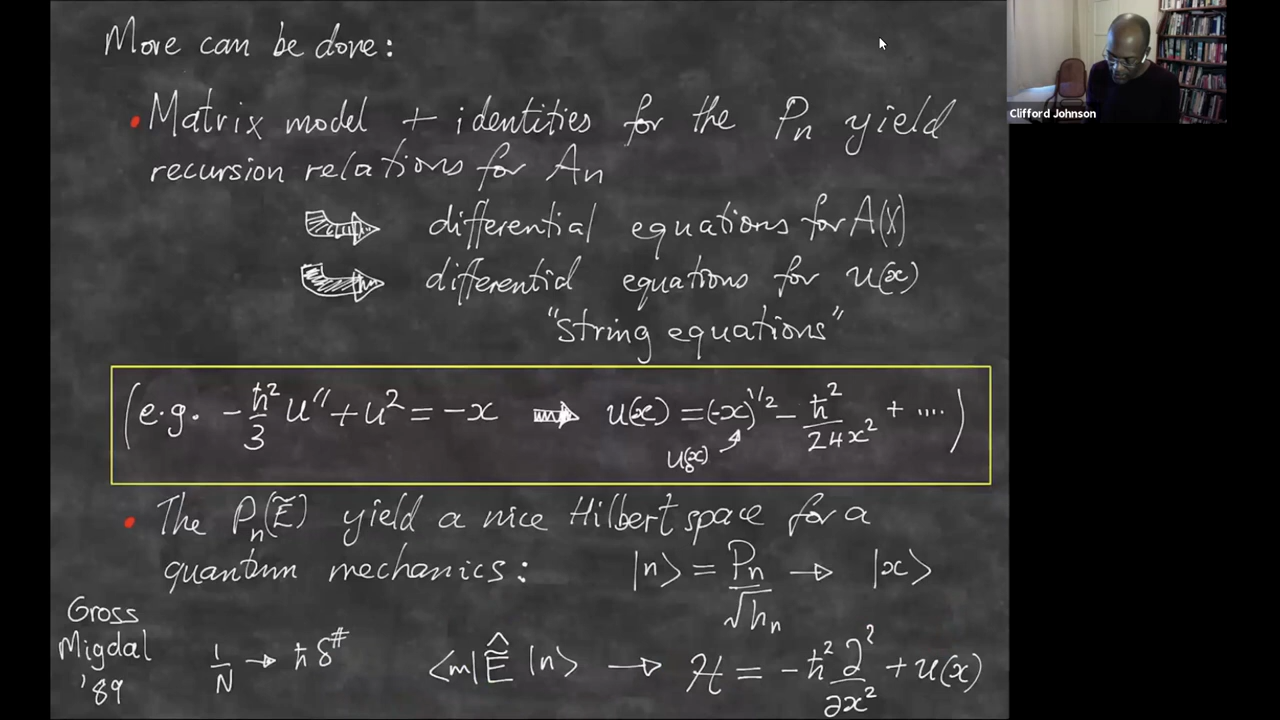 More can be done:
Clifford Johnson
• Matrix model + identities for the Pₙ yield
recursion relations for Aₙ
differential equations for A(X)
differential equations for u(x)
"string equations"
(e.g. -ħ²/3 u'' + u² = -x ⇒ u(x) = (-x)^{1/2} - ħ²/24x² + ....)
u₀(x)
• The Pₙ(Ẽ) yield a nice Hilbert space for a
quantum mechanics: |n⟩ = Pₙ/√hₙ → |x⟩
Gross
Migdal
'89
1/N → ħ δ^# ⟨m|Ẽ̂|n⟩ → ℋ = -ħ² ∂²/∂x² + u(x)